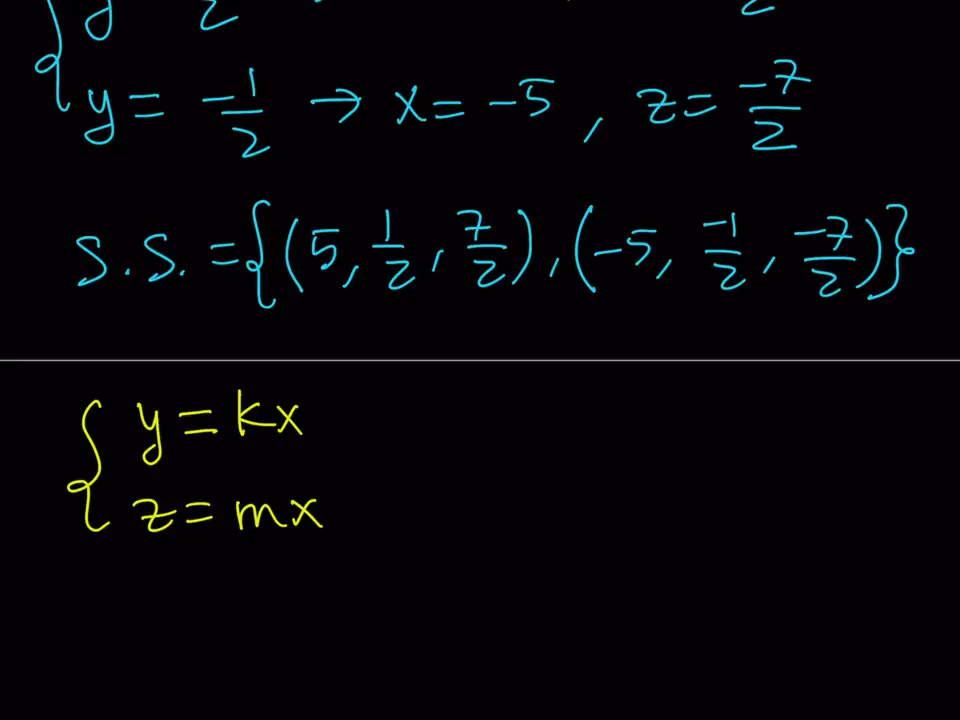 y = -1/2 → x = -5 , z = -7/2
S.S. = {(5, 1/2, 7/2), (-5, -1/2, -7/2)}
{ y = kx
z = mx